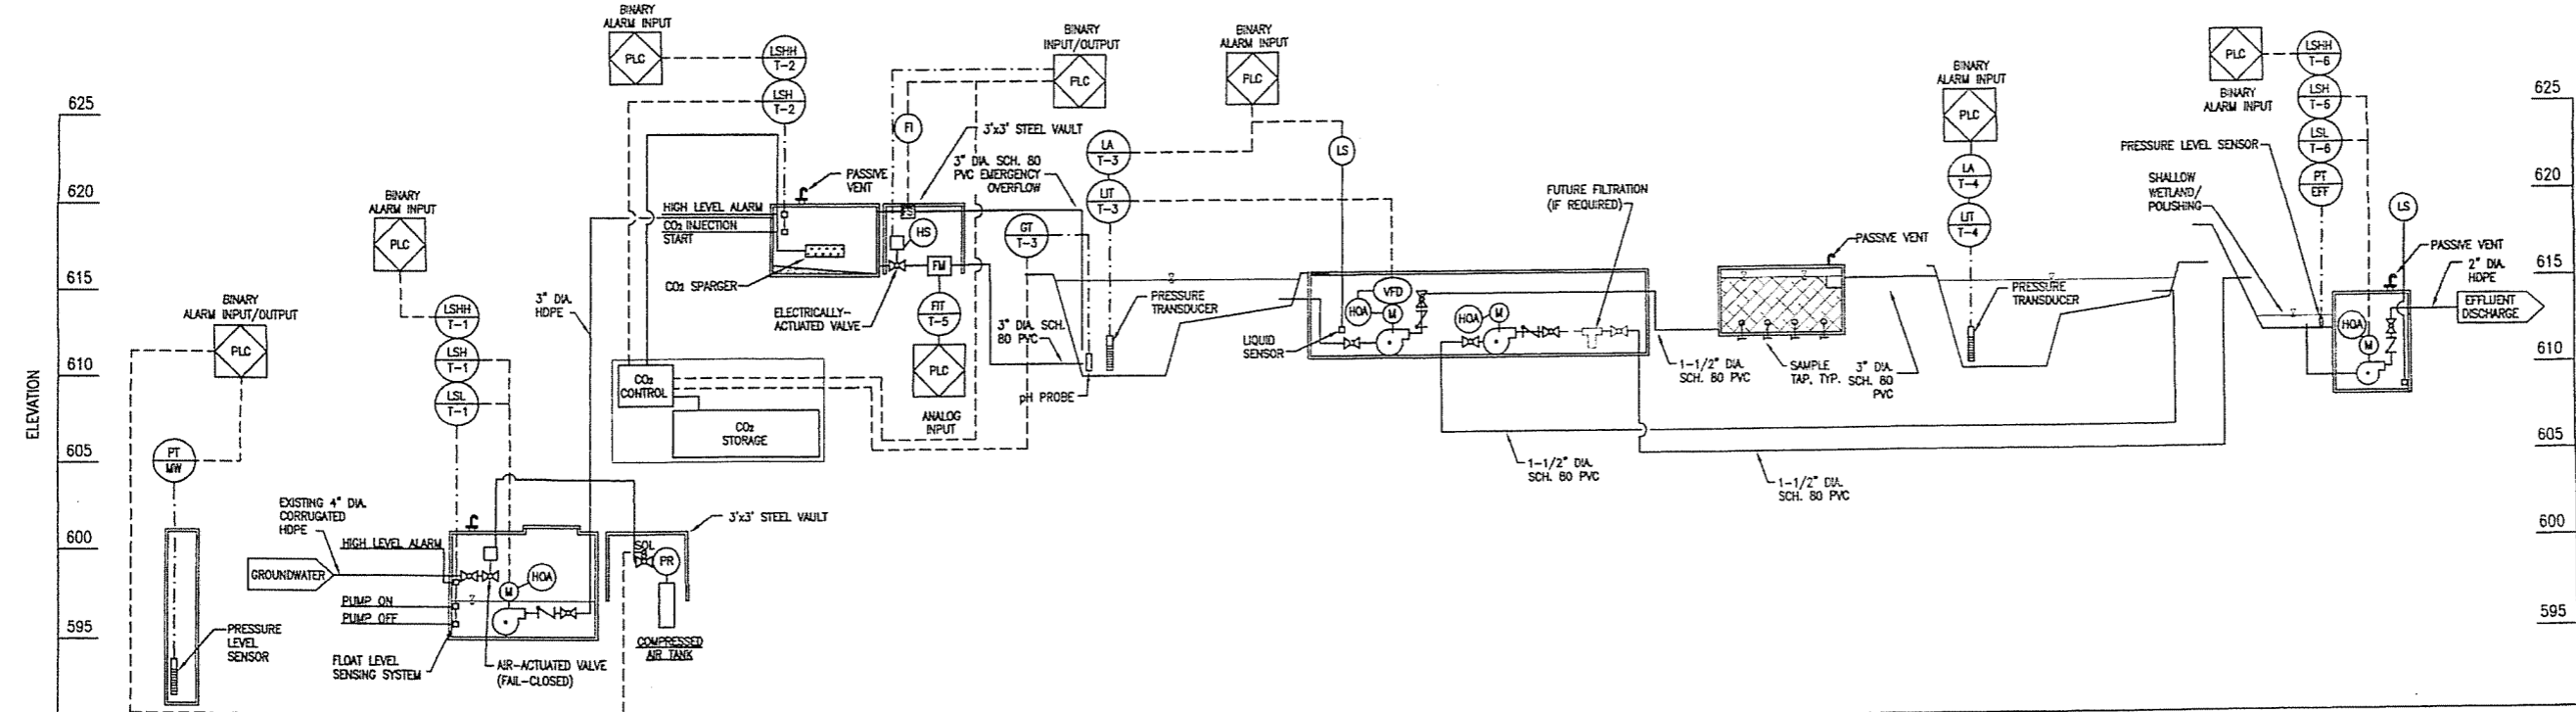 ELEVATION
625
620
615
610
605
600
595
BINARY
ALARM INPUT/OUTPUT
PLC
PT
MW
PRESSURE
LEVEL
SENSOR
BINARY
ALARM INPUT
PLC
LSHH
T-1
LSH
T-1
LSL
T-1
EXISTING 4" DIA.
CORRUGATED
HDPE
GROUNDWATER
HIGH LEVEL ALARM
PUMP ON
PUMP OFF
FLOAT LEVEL
SENSING SYSTEM
M
HOA
AIR-ACTUATED VALVE
(FAIL-CLOSED)
3" DIA.
HDPE
SOL
PR
3'x3' STEEL VAULT
COMPRESSED
AIR TANK
BINARY
ALARM INPUT
PLC
LSHH
T-2
LSH
T-2
HIGH LEVEL ALARM
CO2 INJECTION
START
PASSIVE
VENT
CO2 SPARGER
CO2
CONTROL
CO2
STORAGE
BINARY
INPUT/OUTPUT
PLC
FI
3'x3' STEEL VAULT
3" DIA. SCH. 80
PVC EMERGENCY
OVERFLOW
HS
FM
ELECTRICALLY-
ACTUATED VALVE
FIT
T-5
PLC
ANALOG
INPUT
GT
T-3
3" DIA. SCH.
80 PVC
pH PROBE
LA
T-3
LIT
T-3
PRESSURE
TRANSDUCER
BINARY
ALARM INPUT
PLC
LS
LIQUID
SENSOR
HOA
VFD
M
HOA
M
FUTURE FILTRATION
(IF REQUIRED)
1-1/2" DIA.
SCH. 80 PVC
1-1/2" DIA.
SCH. 80 PVC
1-1/2" DIA.
SCH. 80 PVC
PASSIVE VENT
SAMPLE
TAP, TYP.
3" DIA.
SCH. 80
PVC
BINARY
ALARM INPUT
PLC
LA
T-4
LIT
T-4
PRESSURE
TRANSDUCER
PLC
BINARY
ALARM INPUT
LSHH
T-6
LSH
T-6
LSL
T-6
PT
EFF
PRESSURE LEVEL SENSOR
SHALLOW
WETLAND/
POLISHING
LS
PASSIVE VENT
HOA
M
2" DIA.
HDPE
EFFLUENT
DISCHARGE
625
620
615
610
605
600
595